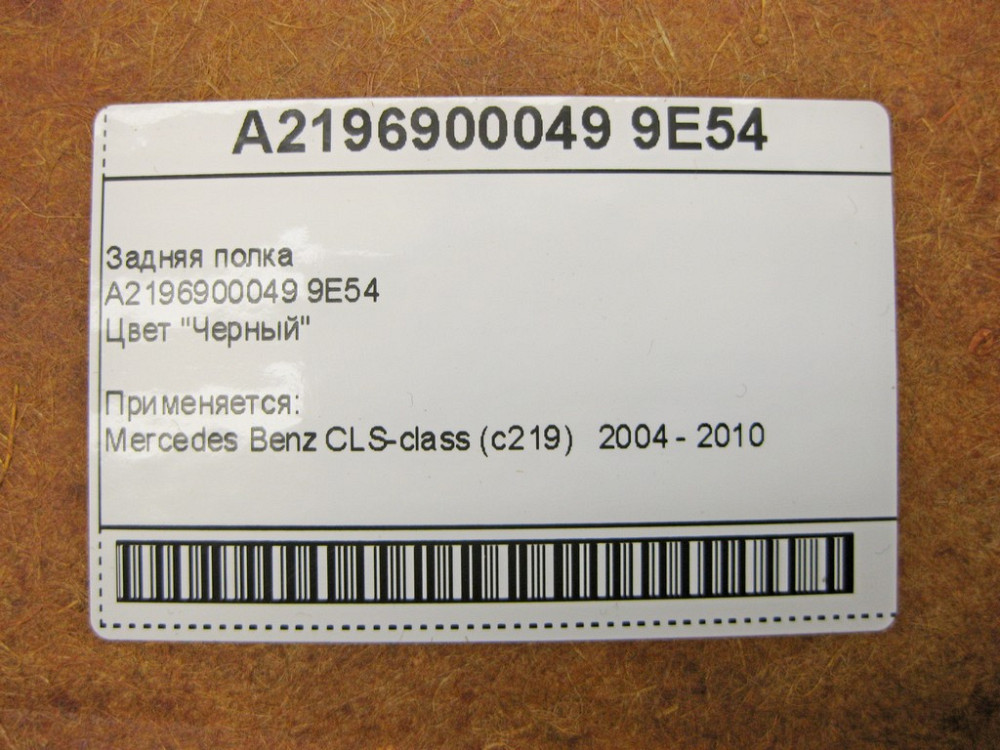 A2196900049 9E54
Задняя полка
A2196900049 9E54
Цвет "Черный"
Применяется:
Mercedes Benz CLS-class (c219) 2004 - 2010